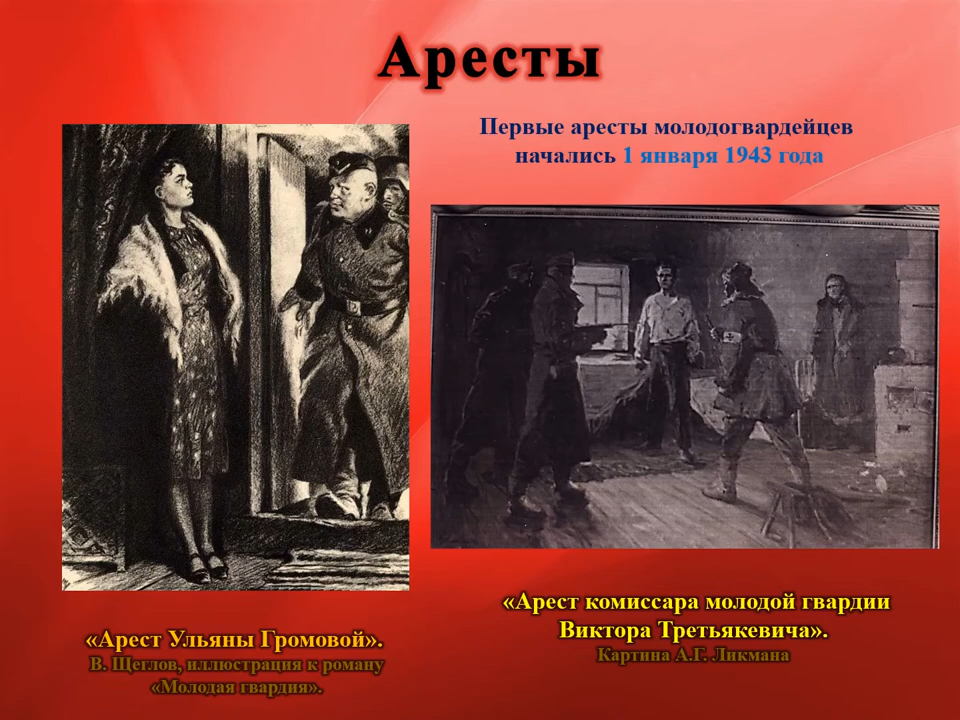 Аресты
Первые аресты молодогвардейцев
начались 1 января 1943 года
«Арест Ульяны Громовой».
В. Щеглов, иллюстрация к роману
«Молодая гвардия».
«Арест комиссара молодой гвардии
Виктора Третьякевича».
Картина А.Г. Ликмана